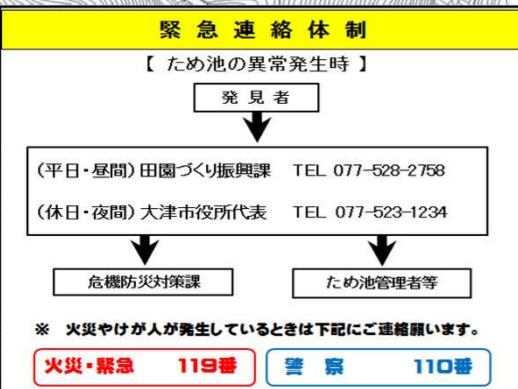 緊急連絡体制
【 ため池の異常発生時 】
発見者
(平日・昼間) 田園づくり振興課 TEL 077-528-2758
(休日・夜間) 大津市役所代表 TEL 077-523-1234
危機防災対策課 ため池管理者等
※ 火災やけが人が発生しているときは下記にご連絡願います。
火災・緊急 119番 警察 110番